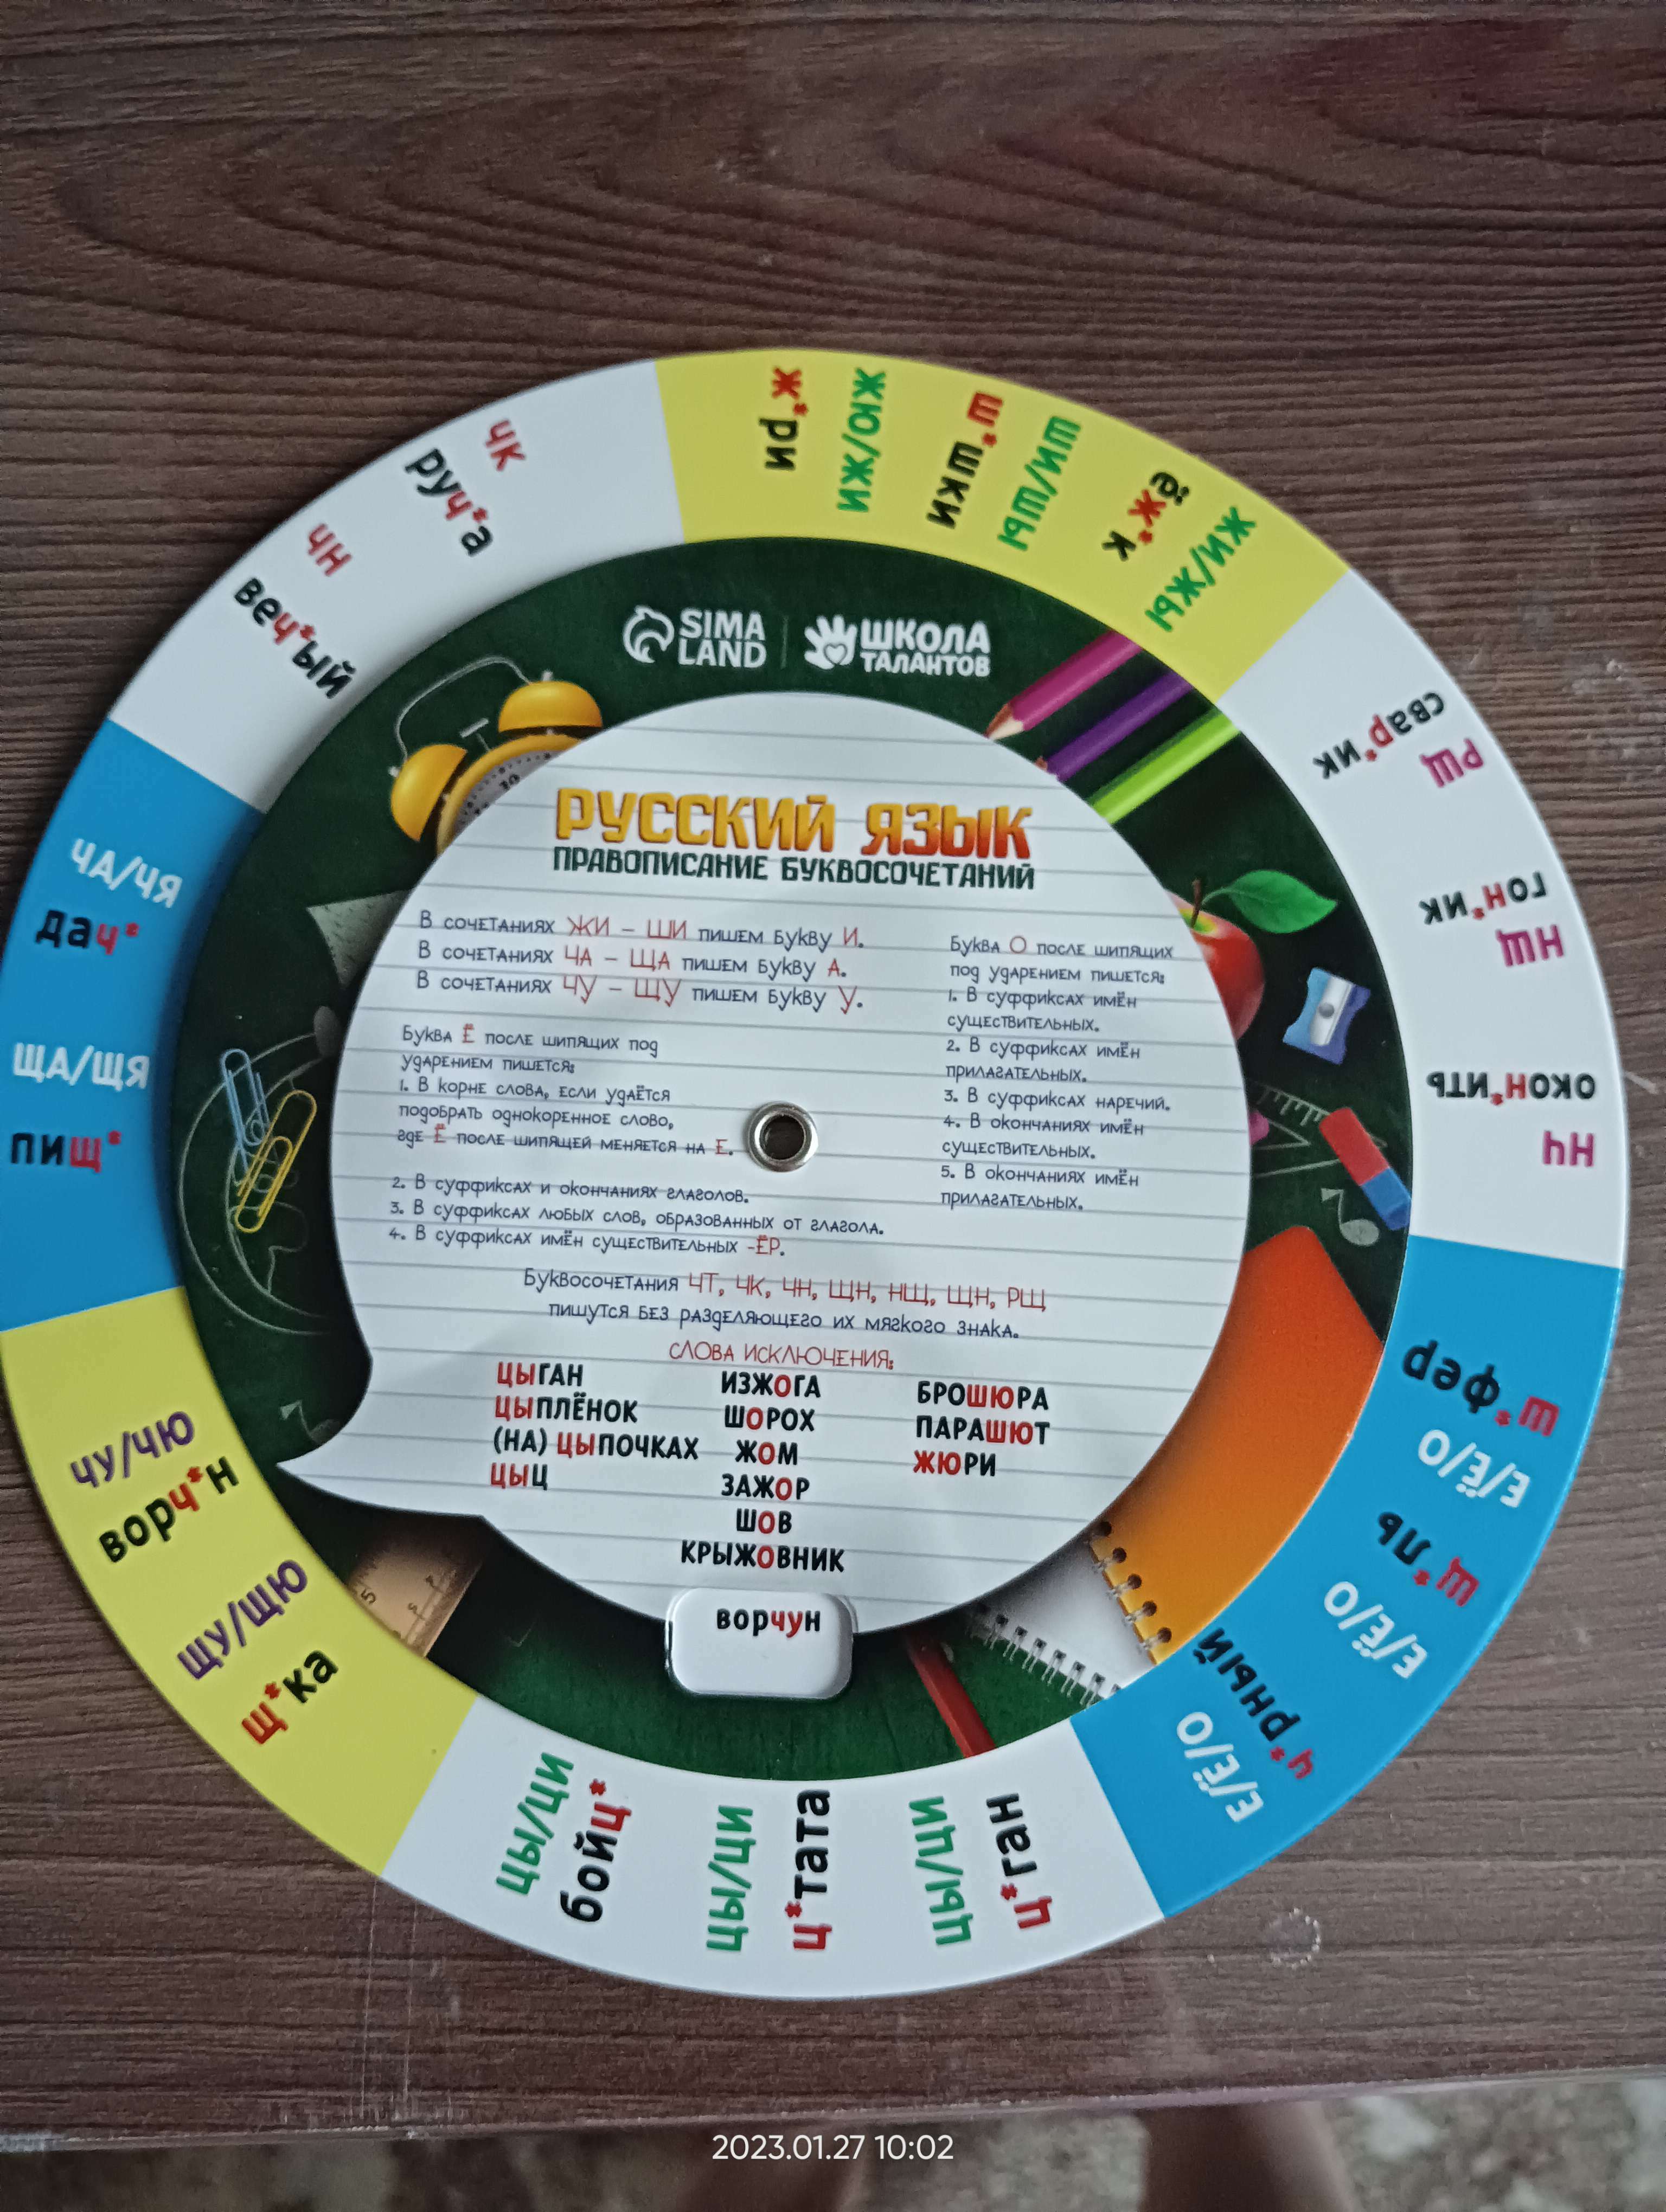 SIMA
LAND
ШКОЛА
ТАЛАНТОВ
РУССКИЙ ЯЗЫК
ПРАВОПИСАНИЕ БУКВОСОЧЕТАНИЙ
В сочетаниях ЖИ – ШИ пишем букву И.
В сочетаниях ЧА – ЩА пишем букву А.
В сочетаниях ЧУ – ЩУ пишем букву У.
Буква Ё после шипящих под
ударением пишется:
1. В корне слова, если удаётся
подобрать однокоренное слово,
где Ё после шипящей меняется на Е.
2. В суффиксах и окончаниях глаголов.
3. В суффиксах любых слов, образованных от глагола.
4. В суффиксах имён существительных -ЁР.
Буква О после шипящих
под ударением пишется:
1. В суффиксах имён
существительных.
2. В суффиксах имён
прилагательных.
3. В суффиксах наречий.
4. В окончаниях имён
существительных.
5. В окончаниях имён
прилагательных.
Буквосочетания ЧТ, ЧК, ЧН, ЩН, НЩ, ЩН, РЩ
пишутся без разделяющего их мягкого знака.
СЛОВА ИСКЛЮЧЕНИЯ:
ЦЫГАН
ЦЫПЛЁНОК
(НА) ЦЫПОЧКАХ
ЦЫЦ
ИЗЖОГА
ШОРОХ
ЖОМ
ЗАЖОР
ШОВ
КРЫЖОВНИК
БРОШЮРА
ПАРАШЮТ
ЖЮРИ
ворчун
ж*ри
ЖЮ/ЖИ
ш*шки
ШИ/ШЫ
ёж*к
ЖИ/ЖЫ
свар*ик
РЩ
гон*ик
НЩ
окон*ить
НЧ
ш*фер
Е/Ё/О
щ*ль
Е/Ё/О
ч*рный
Е/Ё/О
ЦЫ/ЦИ
ц*ган
ЦЫ/ЦИ
ц*тата
ЦЫ/ЦИ
бойц*
ЩУ/ЩЮ
щ*ка
ЧУ/ЧЮ
ворч*н
ЩА/ЩЯ
пищ*
ЧА/ЧЯ
дач*
ЧН
веч*ый
ЧК
руч*а
2023.01.27 10:02